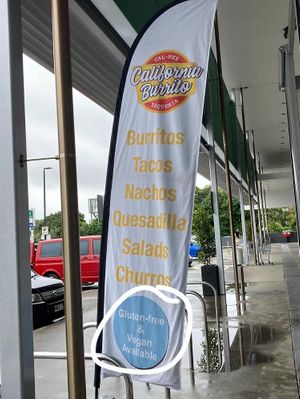 CAL-MEX
California
Burrito
TAQUERIA
Burritos
Tacos
Nachos
Quesadilla
Salads
Churros
Gluten-free
&
Vegan
Available